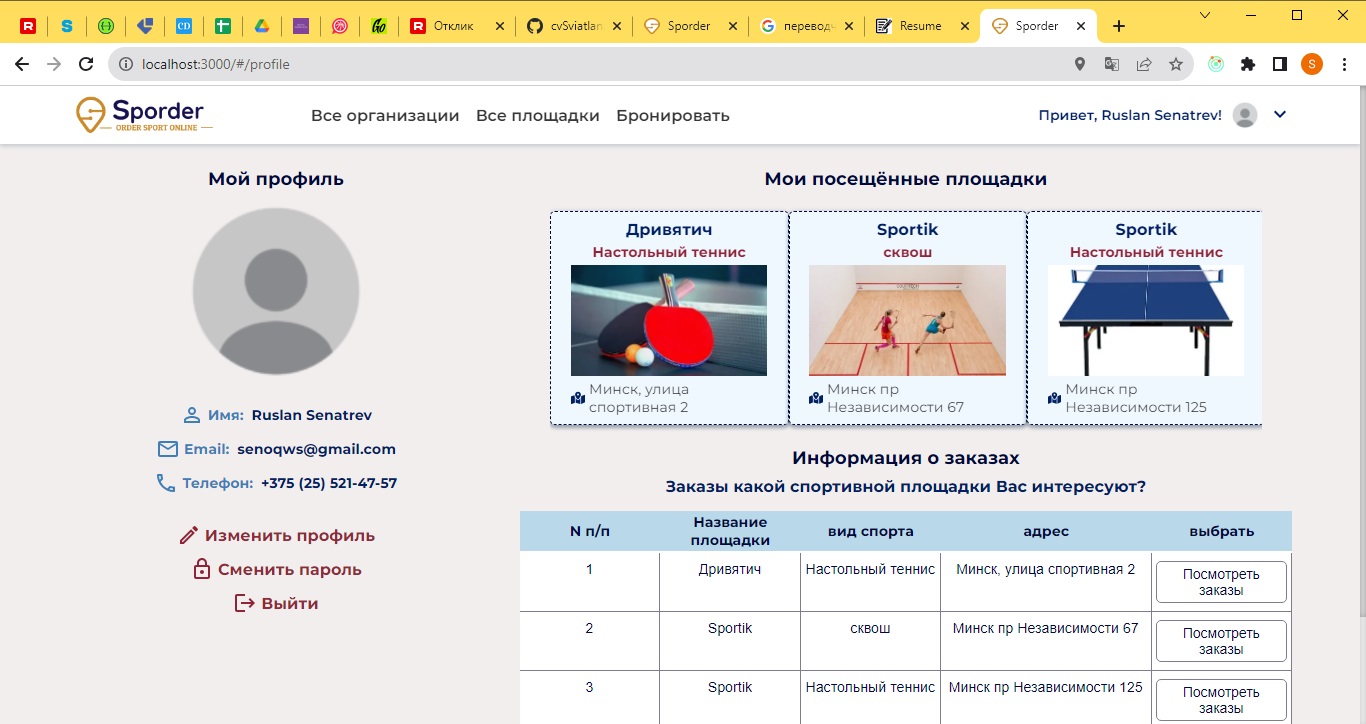 Отклик
cvSviatlan
Sporder
перевод
Resume
Sporder
localhost:3000/#/profile
S
Sporder
ORDER SPORT ONLINE
Все организации
Все площадки
Бронировать
Привет, Ruslan Senatrev!
Мой профиль
Имя: Ruslan Senatrev
Email: senoqws@gmail.com
Телефон: +375 (25) 521-47-57
Изменить профиль
Сменить пароль
Выйти
Мои посещённые площадки
Дривятич
Настольный теннис
Минск, улица
спортивная 2
Sportik
сквош
Минск пр
Независимости 67
Sportik
Настольный теннис
Минск пр
Независимости 125
Информация о заказах
Заказы какой спортивной площадки Вас интересуют?
N п/п
Название
площадки
вид спорта
адрес
выбрать
1
Дривятич
Настольный теннис
Минск, улица спортивная 2
Посмотреть
заказы
2
Sportik
сквош
Минск пр Независимости 67
Посмотреть
заказы
3
Sportik
Настольный теннис
Минск пр Независимости 125
Посмотреть
заказы